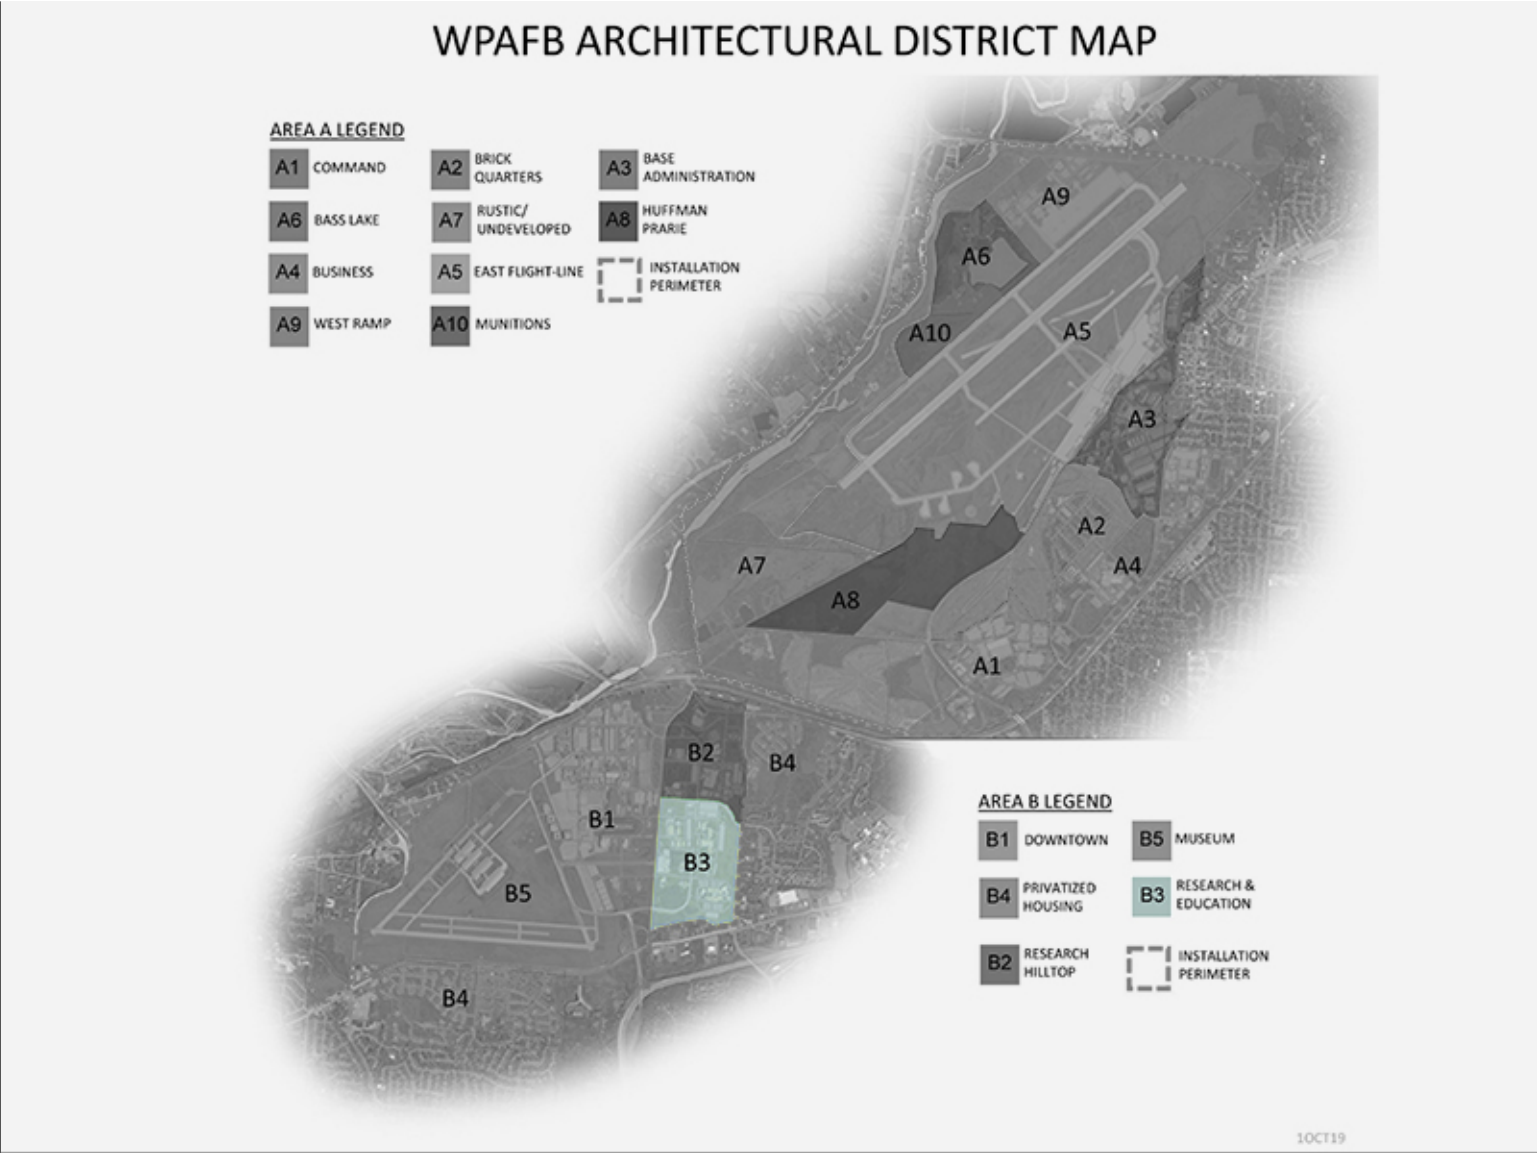 WPAFB ARCHITECTURAL DISTRICT MAP
AREA A LEGEND
A1 COMMAND
A2 BRICK
QUARTERS
A3 BASE
ADMINISTRATION
A6 BASS LAKE
A7 RUSTIC/
UNDEVELOPED
A8 HUFFMAN
PRARIE
A4 BUSINESS
A5 EAST FLIGHT-LINE
INSTALLATION
PERIMETER
A9 WEST RAMP
A10 MUNITIONS
A9
A6
A10
A5
A3
A2
A4
A7
A8
A1
B2
B4
B1
B3
B5
B4
AREA B LEGEND
B1 DOWNTOWN
B5 MUSEUM
B4 PRIVATIZED
HOUSING
B3 RESEARCH &
EDUCATION
B2 RESEARCH
HILLTOP
INSTALLATION
PERIMETER
1OCT19